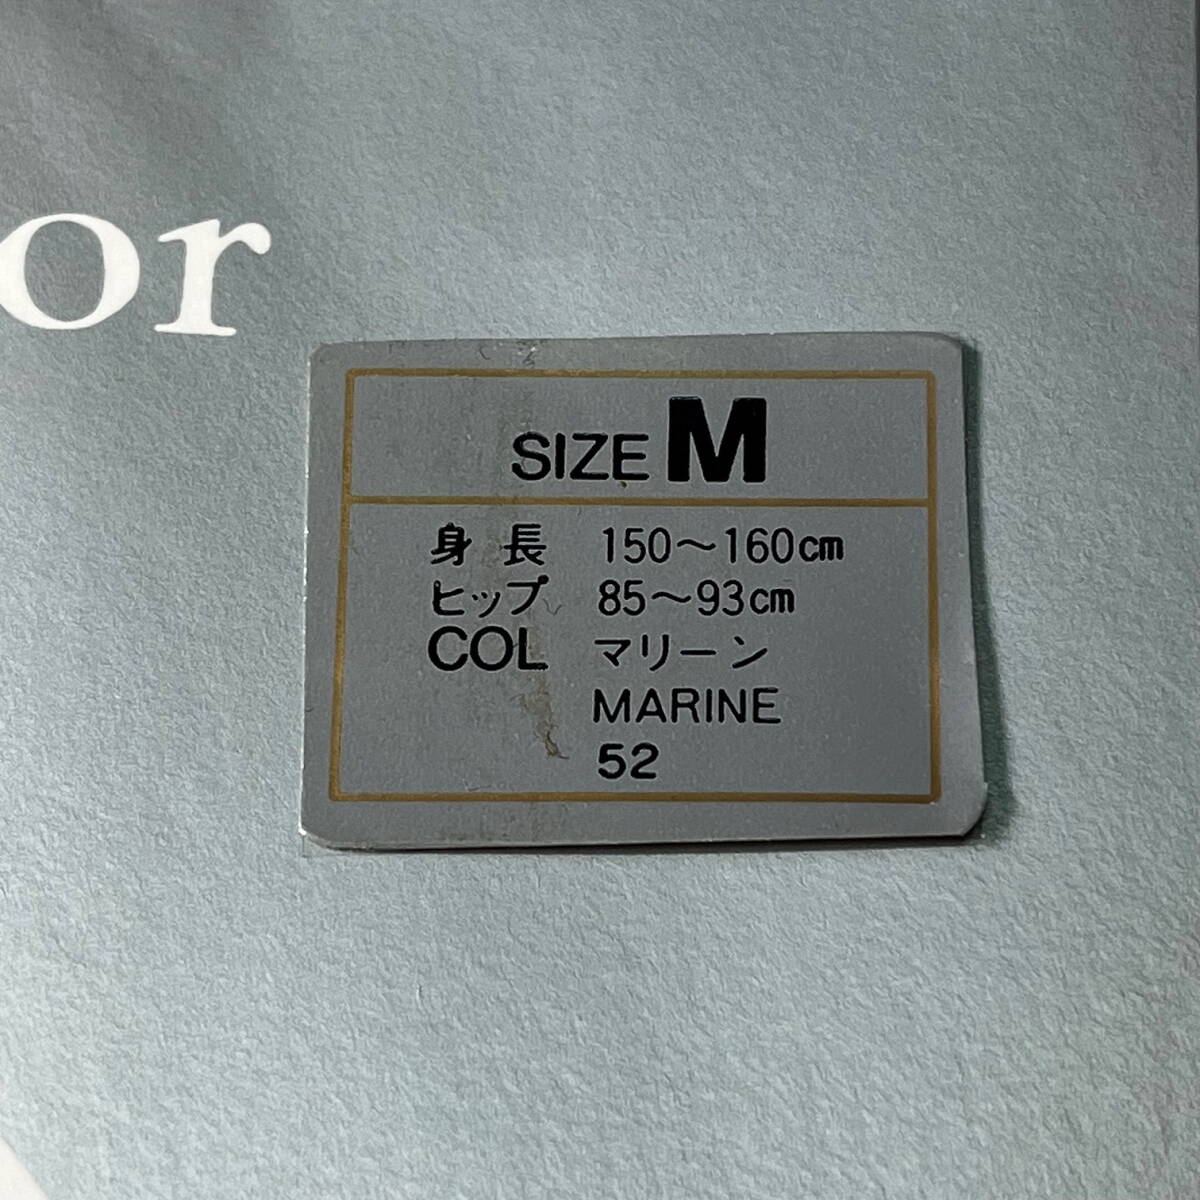 or
SIZE M
身長 150～160cm
ヒップ 85～93cm
COL マリーン
MARINE
52